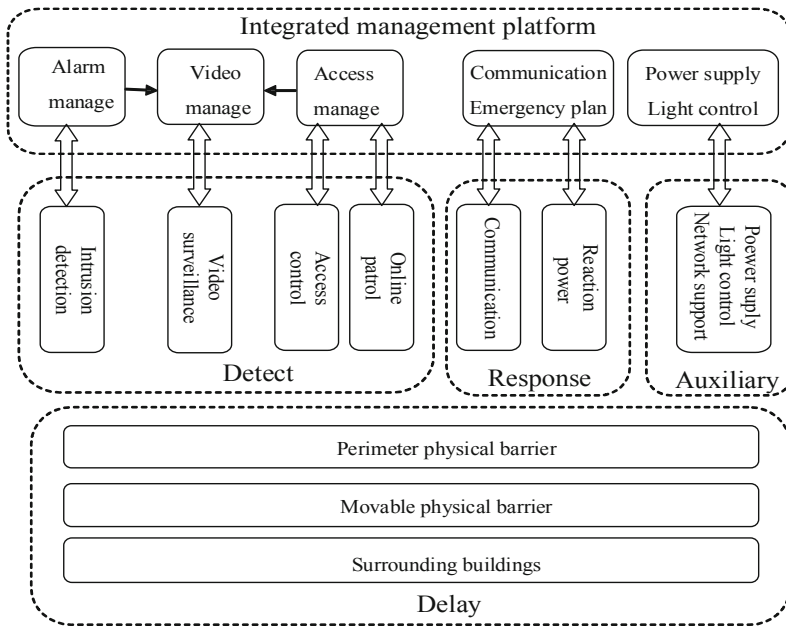 Integrated management platform
Alarm
manage
Video
manage
Access
manage
Communication
Emergency plan
Power supply
Light control
Intrusion
detection
Video
surveillance
Access
control
Online
patrol
Communication
Reaction
power
Poewer suply
Light control
Network support
Detect
Response
Auxiliary
Perimeter physical barrier
Movable physical barrier
Surrounding buildings
Delay